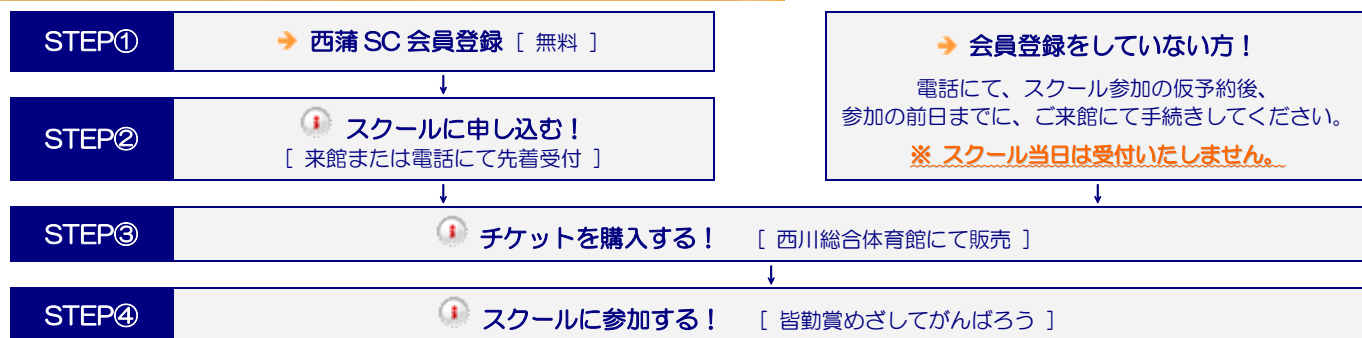 STEP①
西蒲SC会員登録 [ 無料 ]
↓
STEP②
スクールに申し込む！
[ 来館または電話にて先着受付 ]
会員登録をしていない方！
電話にて、スクール参加の仮予約後、
参加の前日までに、ご来館にて手続きしてください。
※ スクール当日は受付いたしません。
↓
↓
STEP③
チケットを購入する！ [ 西川総合体育館にて販売 ]
↓
STEP④
スクールに参加する！ [ 皆勤賞めざしてがんばろう ]